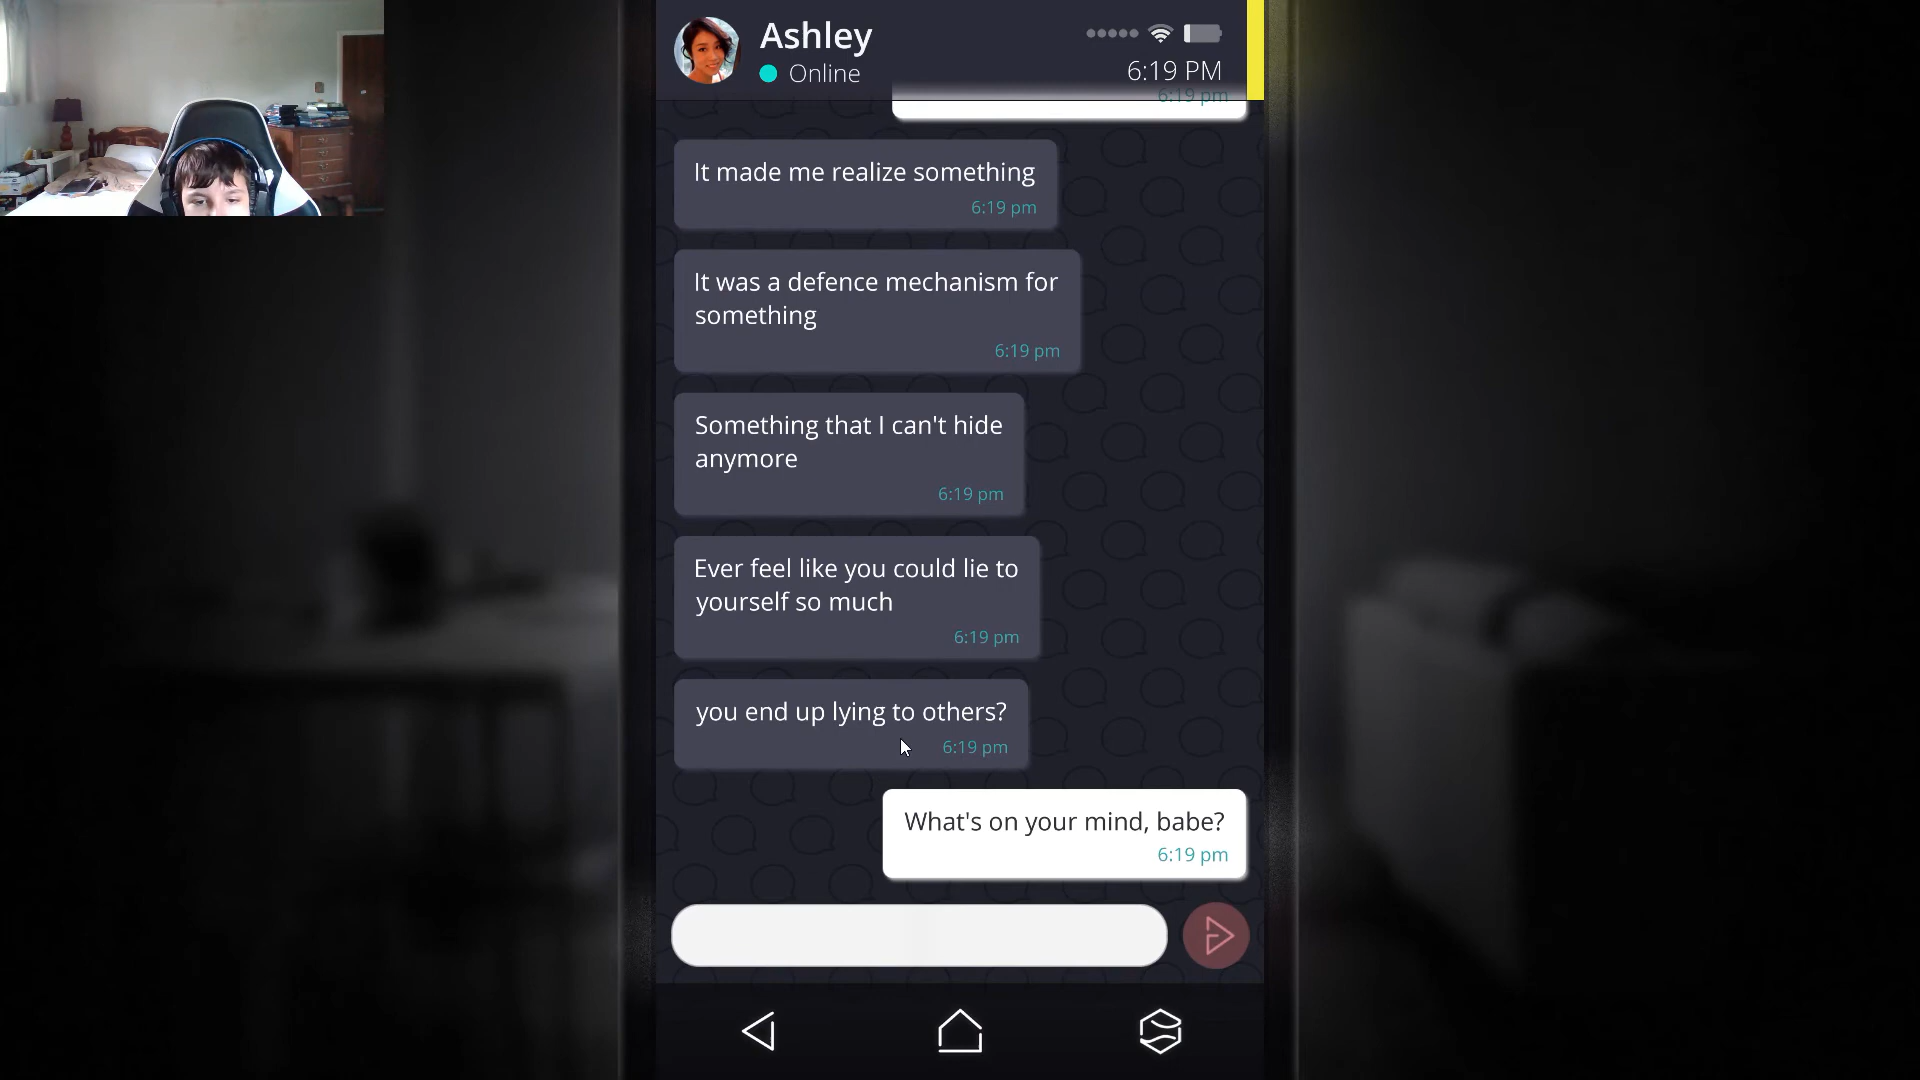 Ashley
Online
6:19 PM
6:19 pm
It made me realize something
6:19 pm
It was a defence mechanism for
something
6:19 pm
Something that I can't hide
anymore
6:19 pm
Ever feel like you could lie to
yourself so much
6:19 pm
you end up lying to others?
6:19 pm
What's on your mind, babe?
6:19 pm